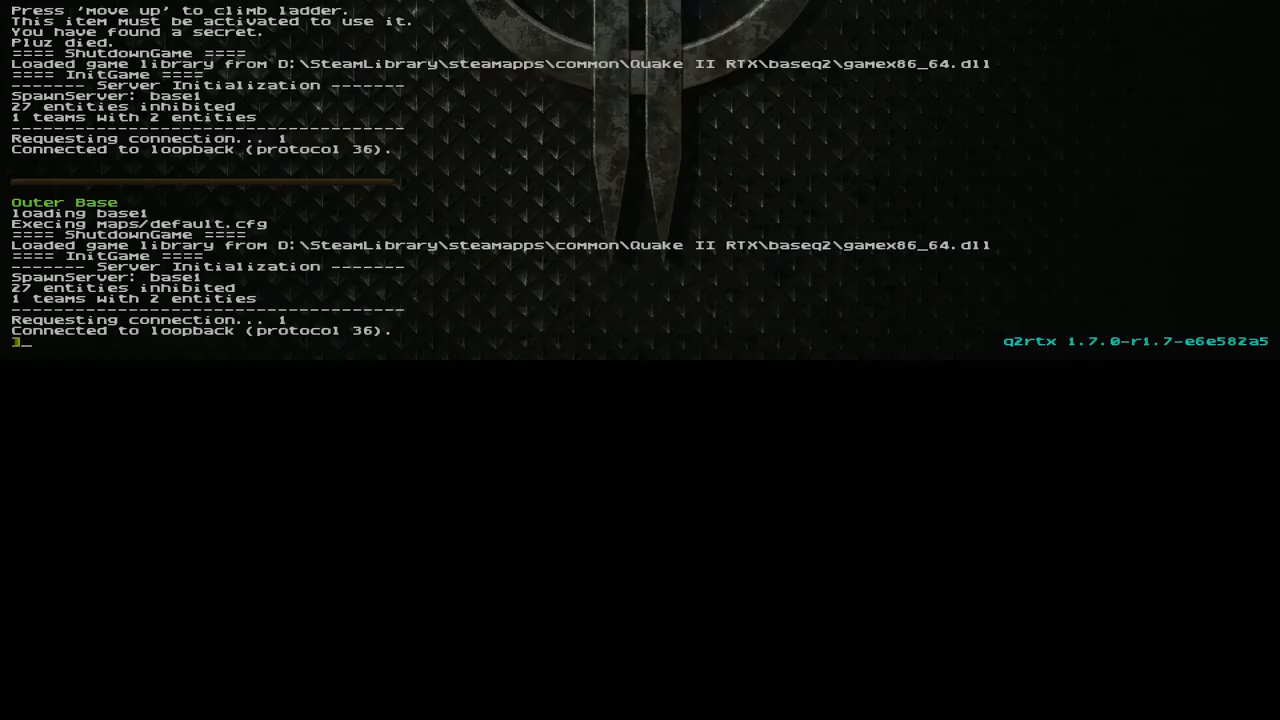 Press 'move up' to climb ladder.
This item must be activated to use it.
You have found a secret.
Pluz died.
==== ShutdownGame ====
Loaded game library from D:\SteamLibrary\steamapps\common\Quake II RTX\baseq2\gamex86_64.dll
==== InitGame ====
------- Server Initialization -------
SpawnServer: base1
27 entities inhibited
1 teams with 2 entities
-------------------------------------
Requesting connection... 1
Connected to loopback (protocol 36).
Outer Base
loading base1
Execing maps/default.cfg
==== ShutdownGame ====
Loaded game library from D:\SteamLibrary\steamapps\common\Quake II RTX\baseq2\gamex86_64.dll
==== InitGame ====
------- Server Initialization -------
SpawnServer: base1
27 entities inhibited
1 teams with 2 entities
-------------------------------------
Requesting connection... 1
Connected to loopback (protocol 36).
]_
q2rtx 1.7.0-r1.7-e6e582a5